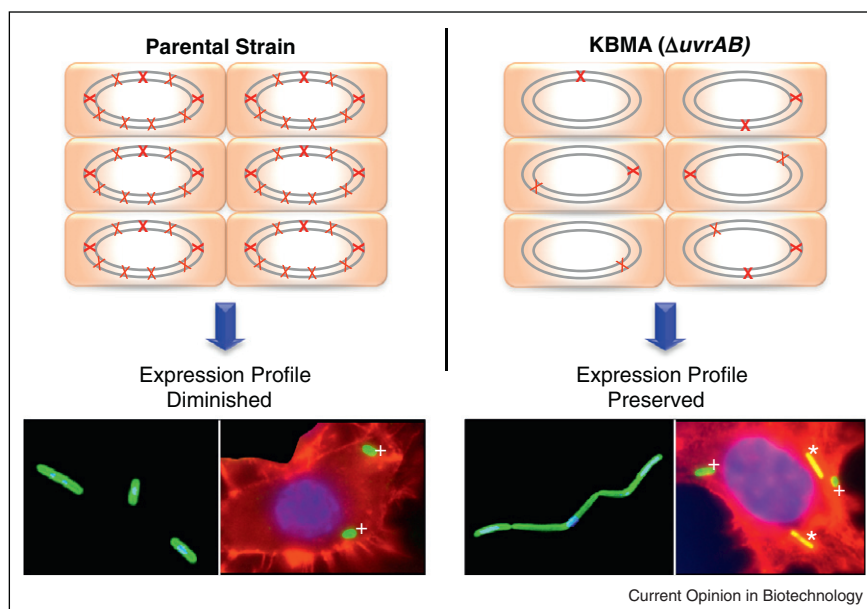 Parental Strain
KBMA (ΔuvrAB)
Expression Profile
Diminished
Expression Profile
Preserved
+
+
+
*
+
*
Current Opinion in Biotechnology